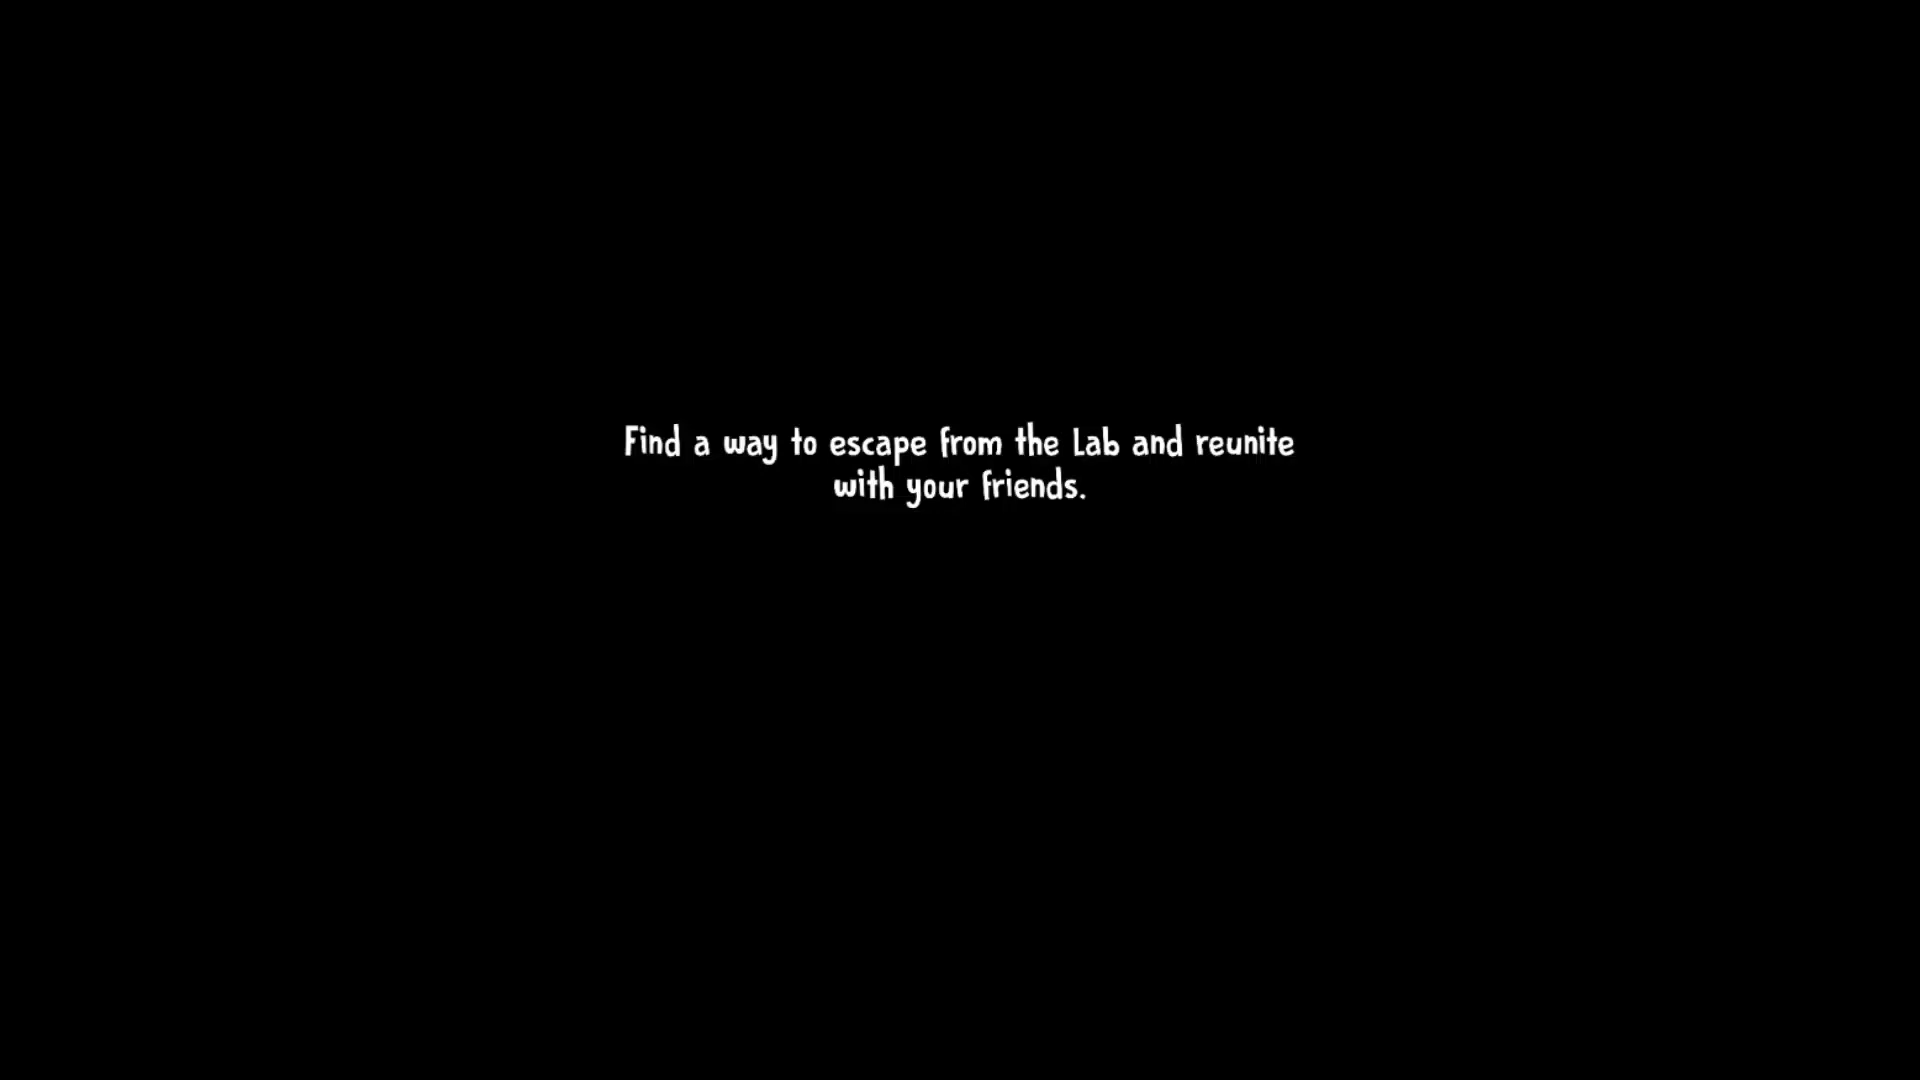 Find a way to escape from the Lab and reunite
with your friends.